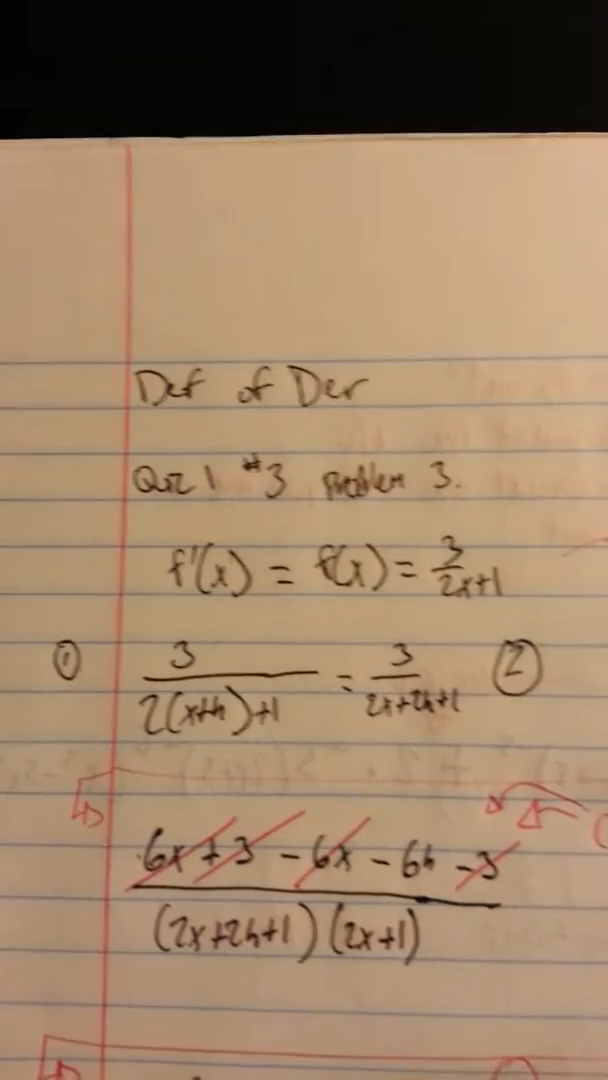 Def of Der
Quiz 1 #3 Problem 3.
f'(x) = f(x) = 3/2x+1
① 3/2(x+h)+1 = 3/2x+2h+1 ②
6x+3 - 6x - 6h - 3
(2x+2h+1)(2x+1)